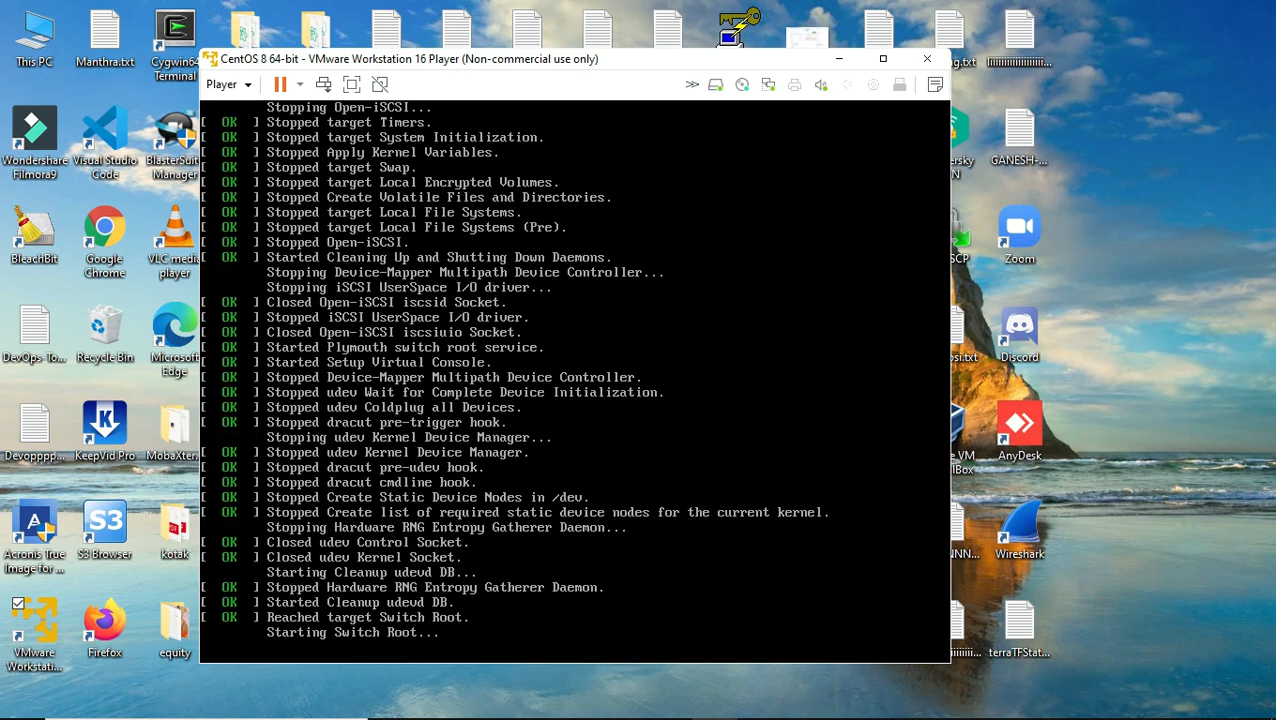 This PC
Manthra.txt
Cygwin64
Terminal
CentOS 8 64-bit - VMware Workstation 16 Player (Non-commercial use only)
Player
Stopping Open-iSCSI...
[ OK ] Stopped target Timers.
[ OK ] Stopped target System Initialization.
[ OK ] Stopped Apply Kernel Variables.
[ OK ] Stopped target Swap.
[ OK ] Stopped target Local Encrypted Volumes.
[ OK ] Stopped Create Volatile Files and Directories.
[ OK ] Stopped target Local File Systems.
[ OK ] Stopped target Local File Systems (Pre).
[ OK ] Stopped Open-iSCSI.
[ OK ] Started Cleaning Up and Shutting Down Daemons.
Stopping Device-Mapper Multipath Device Controller...
Stopping iSCSI UserSpace I/O driver...
[ OK ] Closed Open-iSCSI iscsid Socket.
[ OK ] Stopped iSCSI UserSpace I/O driver.
[ OK ] Closed Open-iSCSI iscsiuio Socket.
[ OK ] Started Plymouth switch root service.
[ OK ] Started Setup Virtual Console.
[ OK ] Stopped Device-Mapper Multipath Device Controller.
[ OK ] Stopped udev Wait for Complete Device Initialization.
[ OK ] Stopped udev Coldplug all Devices.
[ OK ] Stopped dracut pre-trigger hook.
Stopping udev Kernel Device Manager...
[ OK ] Stopped udev Kernel Device Manager.
[ OK ] Stopped dracut pre-udev hook.
[ OK ] Stopped dracut cmdline hook.
[ OK ] Stopped Create Static Device Nodes in /dev.
[ OK ] Stopped Create list of required static device nodes for the current kernel.
Stopping Hardware RNG Entropy Gatherer Daemon...
[ OK ] Closed udev Control Socket.
[ OK ] Closed udev Kernel Socket.
Starting Cleanup udevd DB...
[ OK ] Stopped Hardware RNG Entropy Gatherer Daemon.
[ OK ] Started Cleanup udevd DB.
[ OK ] Reached target Switch Root.
Starting Switch Root...
Wondershare
Filmora9
Visual Studio
Code
BlasterSuite
Manager
GANESH-...
BleachBit
Google
Chrome
VLC media
player
SCP
Zoom
DevOps-To...
Recycle Bin
Microsoft
Edge
osi.txt
Discord
Devopppp...
KeepVid Pro
MobaXter...
e VM
lBox
AnyDesk
Acronis True
Image for ...
S3
S3 Browser
kotak
NNN...
Wireshark
VMware
Workstati...
Firefox
equity
terraTFStat...